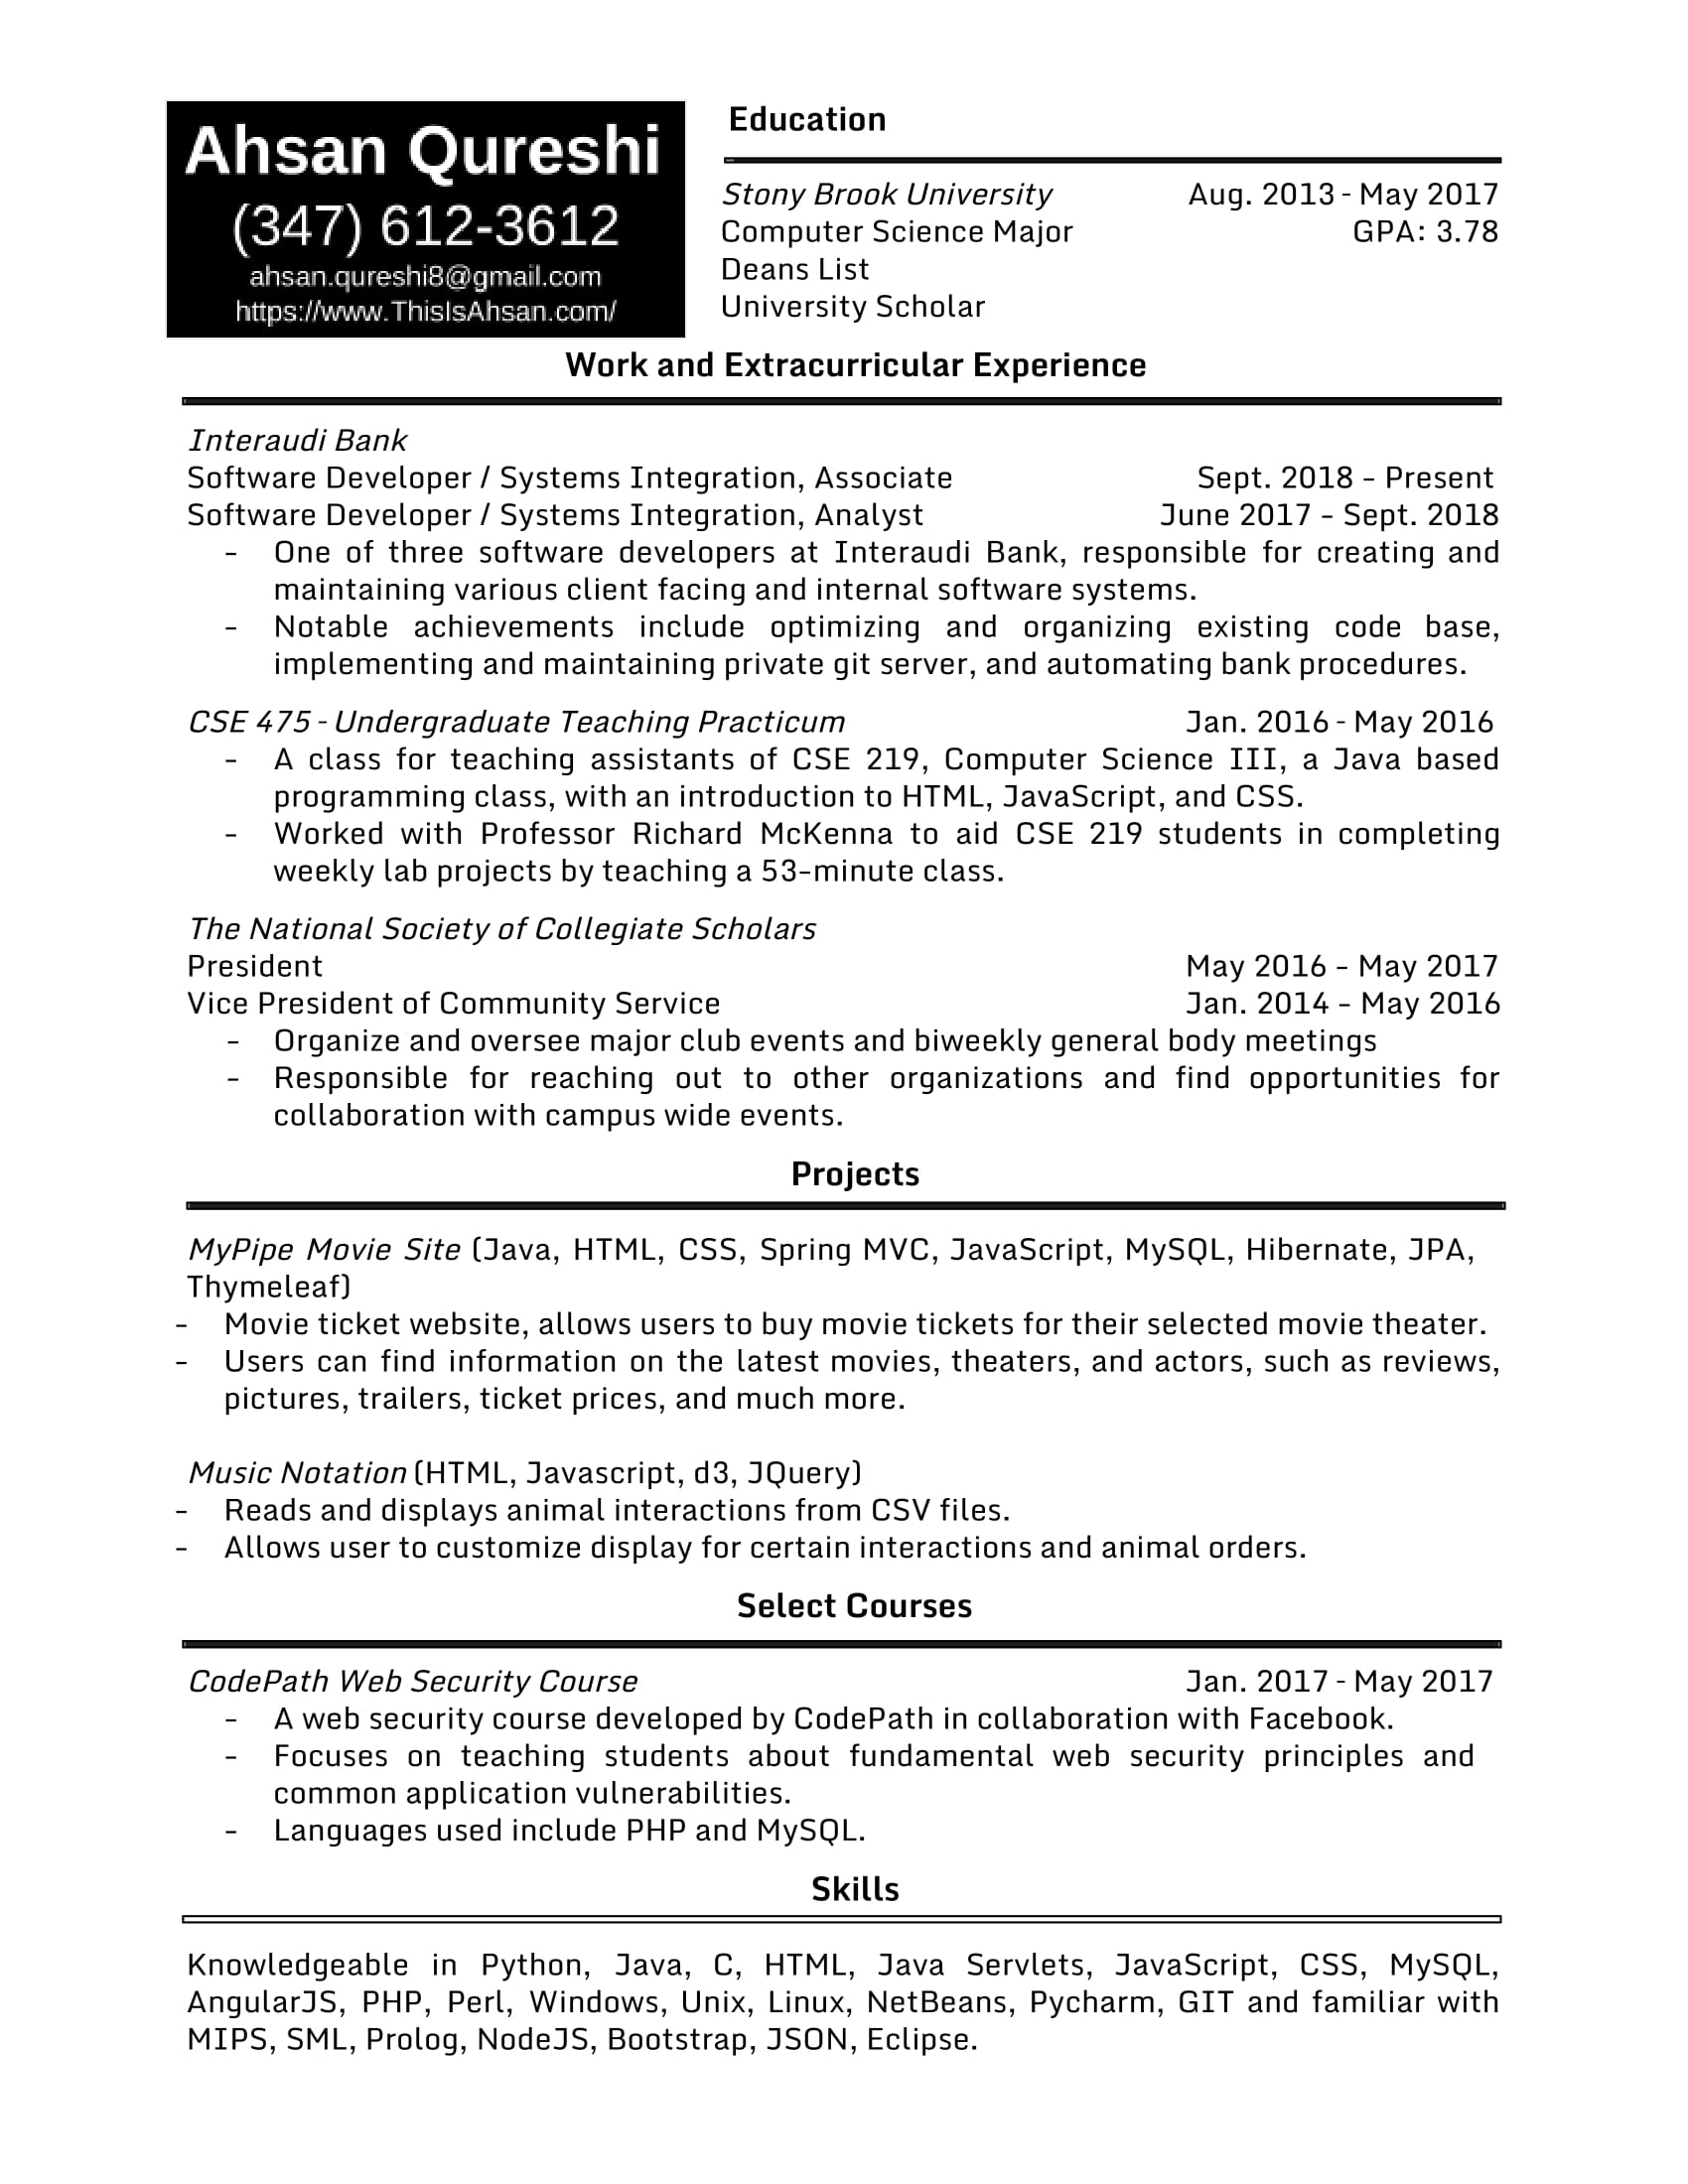 Ahsan Qureshi
(347) 612-3612
ahsan.qureshi8@gmail.com
https://www.ThisIsAhsan.com/
Education
Stony Brook University Aug. 2013 - May 2017
Computer Science Major GPA: 3.78
Deans List
University Scholar
Work and Extracurricular Experience
Interaudi Bank
Software Developer / Systems Integration, Associate Sept. 2018 – Present
Software Developer / Systems Integration, Analyst June 2017 – Sept. 2018
- One of three software developers at Interaudi Bank, responsible for creating and
maintaining various client facing and internal software systems.
- Notable achievements include optimizing and organizing existing code base,
implementing and maintaining private git server, and automating bank procedures.
CSE 475 - Undergraduate Teaching Practicum Jan. 2016 - May 2016
- A class for teaching assistants of CSE 219, Computer Science III, a Java based
programming class, with an introduction to HTML, JavaScript, and CSS.
- Worked with Professor Richard McKenna to aid CSE 219 students in completing
weekly lab projects by teaching a 53-minute class.
The National Society of Collegiate Scholars
President May 2016 – May 2017
Vice President of Community Service Jan. 2014 – May 2016
- Organize and oversee major club events and biweekly general body meetings
- Responsible for reaching out to other organizations and find opportunities for
collaboration with campus wide events.
Projects
MyPipe Movie Site (Java, HTML, CSS, Spring MVC, JavaScript, MySQL, Hibernate, JPA,
Thymeleaf)
- Movie ticket website, allows users to buy movie tickets for their selected movie theater.
- Users can find information on the latest movies, theaters, and actors, such as reviews,
pictures, trailers, ticket prices, and much more.
Music Notation (HTML, Javascript, d3, JQuery)
- Reads and displays animal interactions from CSV files.
- Allows user to customize display for certain interactions and animal orders.
Select Courses
CodePath Web Security Course Jan. 2017 - May 2017
- A web security course developed by CodePath in collaboration with Facebook.
- Focuses on teaching students about fundamental web security principles and
common application vulnerabilities.
- Languages used include PHP and MySQL.
Skills
Knowledgeable in Python, Java, C, HTML, Java Servlets, JavaScript, CSS, MySQL,
AngularJS, PHP, Perl, Windows, Unix, Linux, NetBeans, Pycharm, GIT and familiar with
MIPS, SML, Prolog, NodeJS, Bootstrap, JSON, Eclipse.